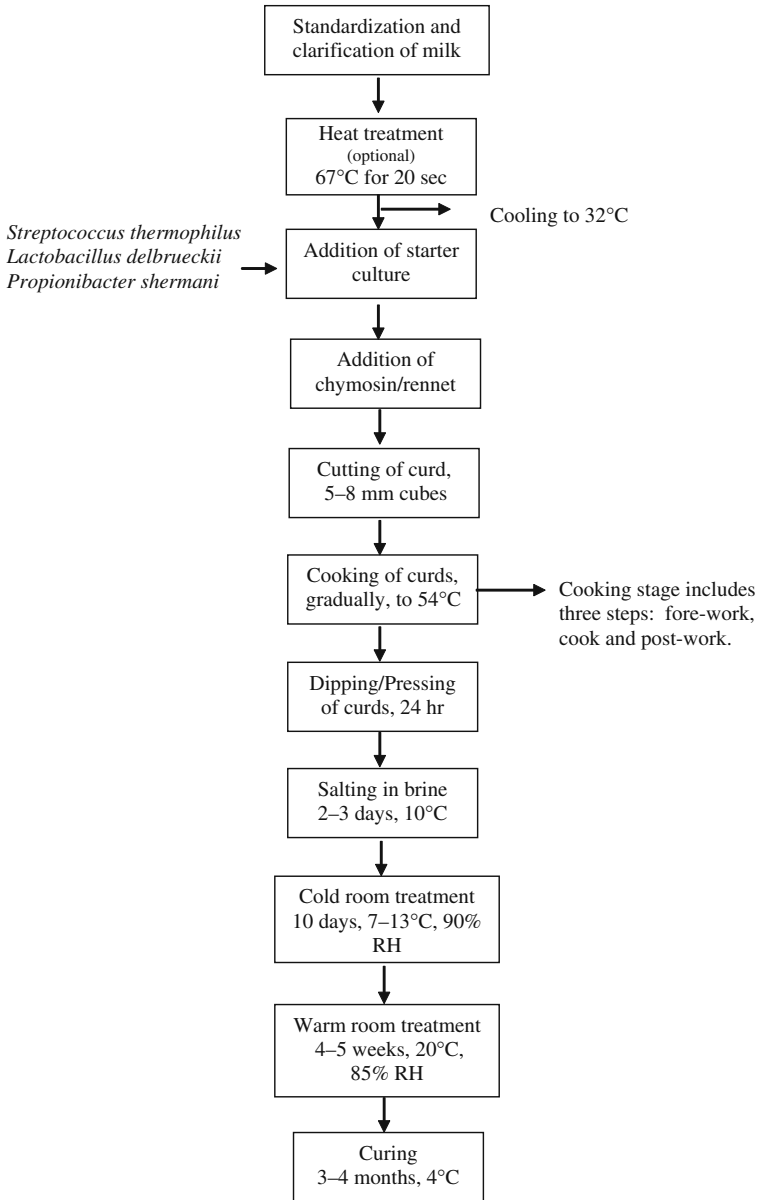 Standardization and
clarification of milk
Heat treatment
(optional)
67°C for 20 sec
Cooling to 32°C
Streptococcus thermophilus
Lactobacillus delbrueckii
Propionibacter shermani
Addition of starter
culture
Addition of
chymosin/rennet
Cutting of curd,
5–8 mm cubes
Cooking of curds,
gradually, to 54°C
Cooking stage includes
three steps: fore-work,
cook and post-work.
Dipping/Pressing
of curds, 24 hr
Salting in brine
2–3 days, 10°C
Cold room treatment
10 days, 7–13°C, 90%
RH
Warm room treatment
4–5 weeks, 20°C,
85% RH
Curing
3–4 months, 4°C